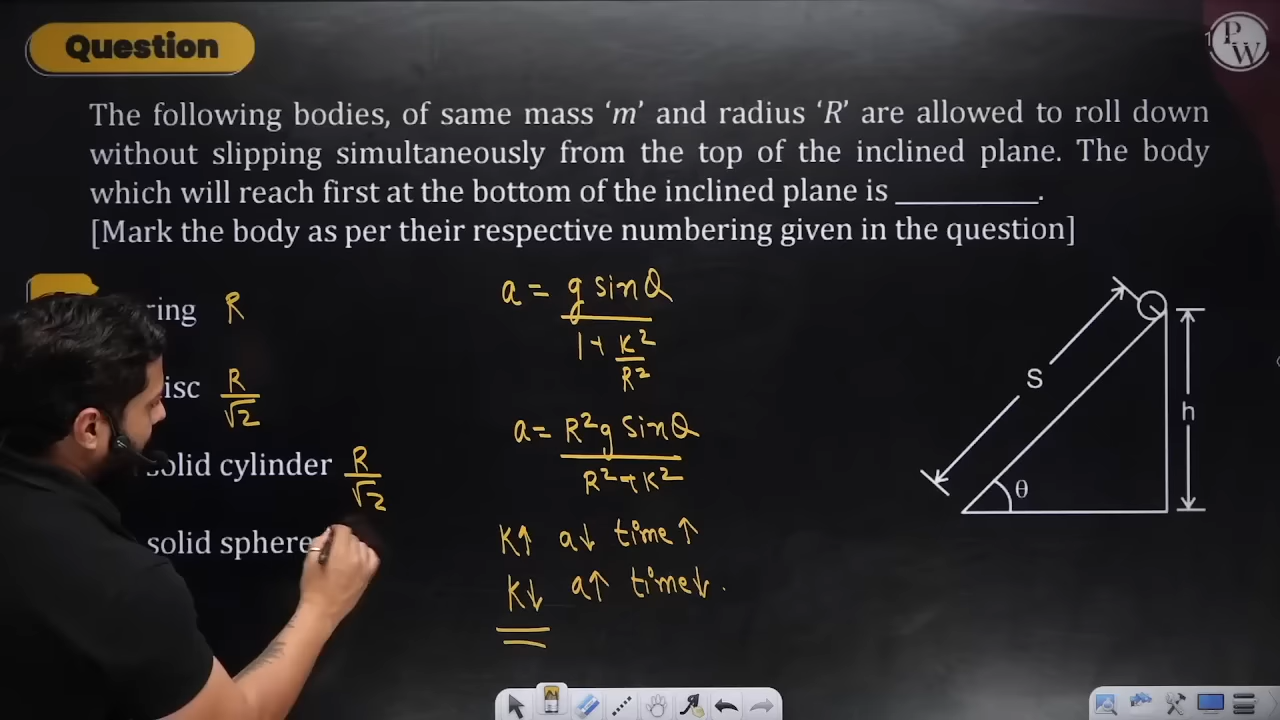 Question
PW
The following bodies, of same mass ‘m’ and radius ‘R’ are allowed to roll down
without slipping simultaneously from the top of the inclined plane. The body
which will reach first at the bottom of the inclined plane is __________.
[Mark the body as per their respective numbering given in the question]
ring R
isc R/√2
solid cylinder R/√2
solid sphere
a = g sinθ / 1+ K²/R²
a = R²g sinθ / R²+K²
K↑ a↓ time↑
K↓ a↑ time↓.
S
h
θ